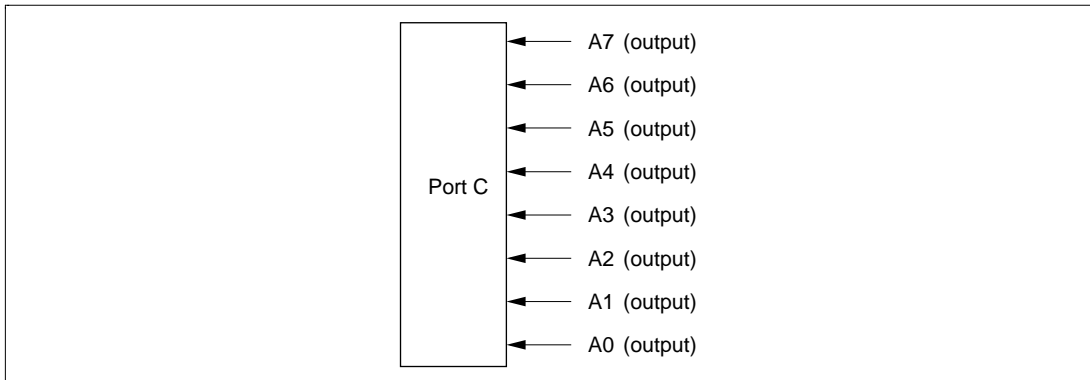 A7 (output)
A6 (output)
A5 (output)
A4 (output)
Port C
A3 (output)
A2 (output)
A1 (output)
A0 (output)